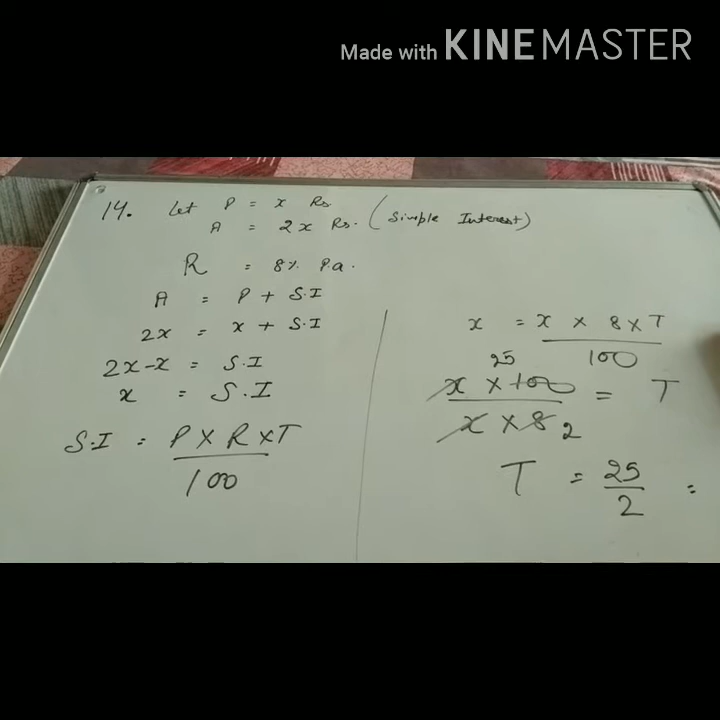 Made with KINEMASTER
14. Let P = x Rs
A = 2x Rs. (Simple Interest)
R = 8% P.a.
A = P + S.I
2x = x + S.I
2x-x = S.I
x = S.I
S.I = P X R X T
100
x = x X 8 X T
100
25
x X 100 = T
x X 8 2
T = 25 =
2